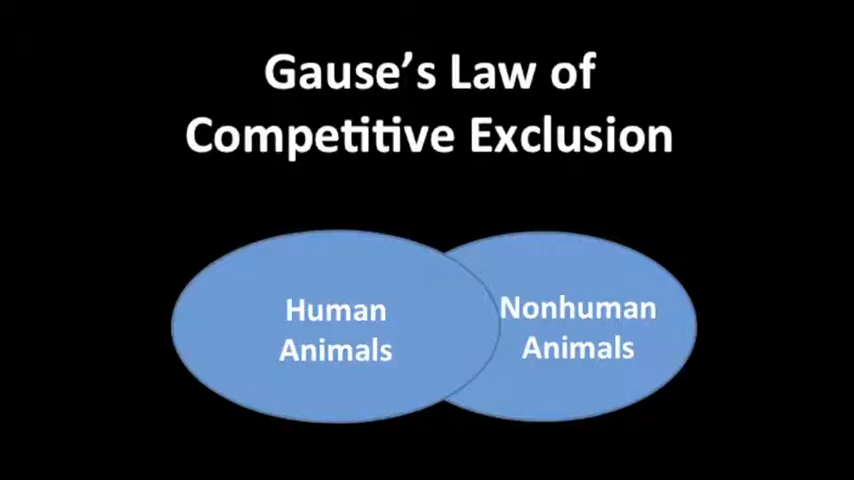 Gause’s Law of
Competitive Exclusion
Human
Animals
Nonhuman
Animals